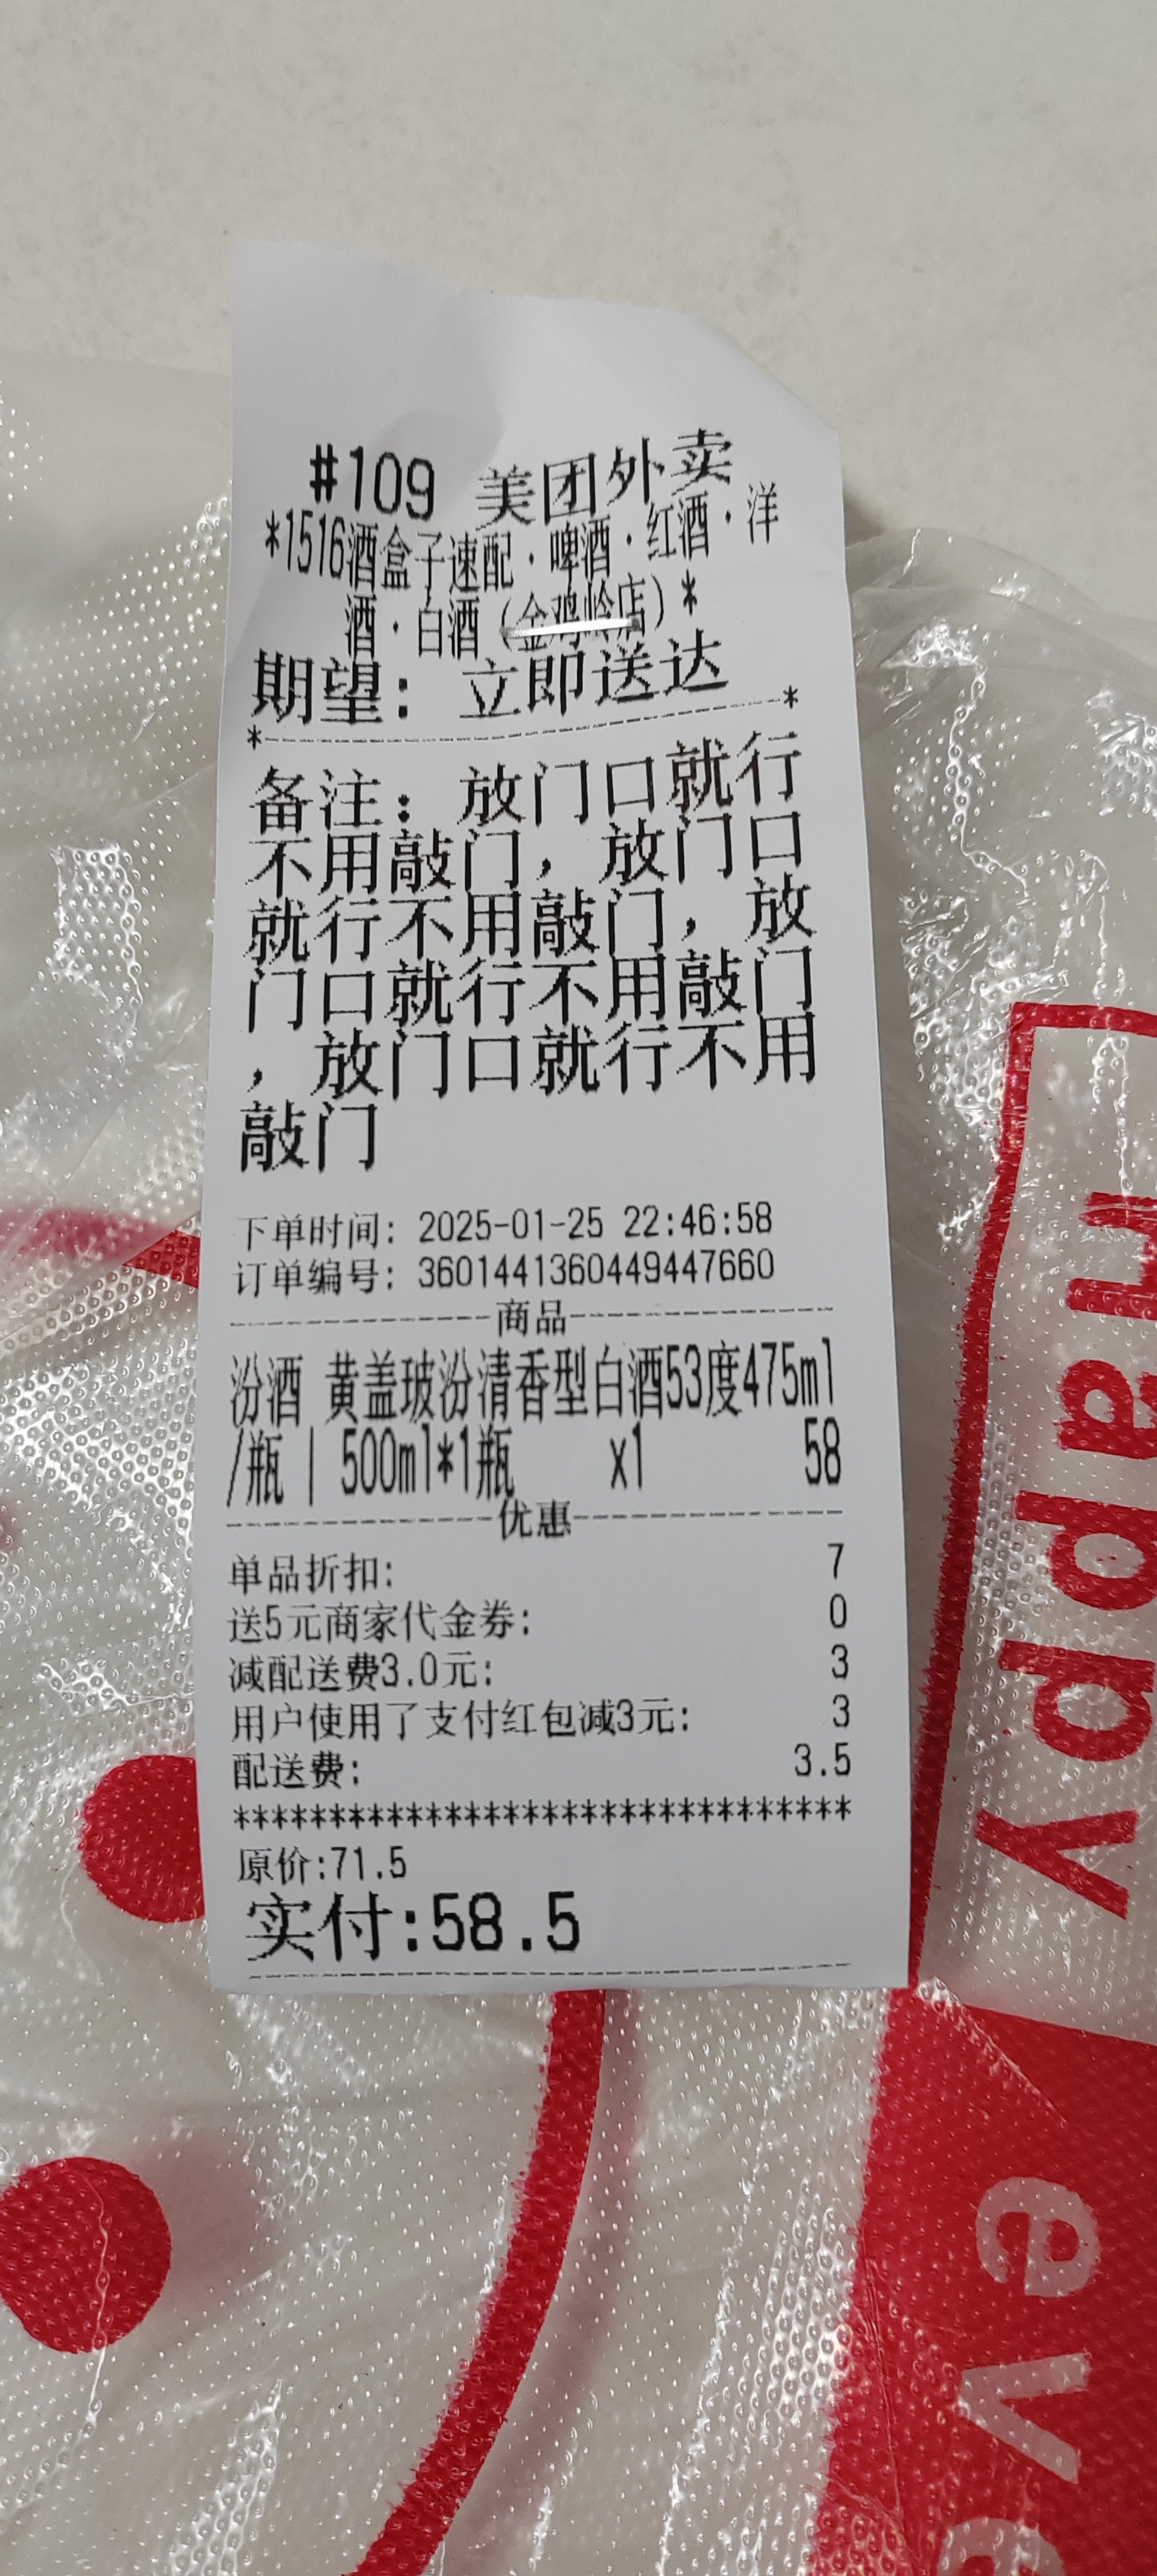 #109 美团外卖
*1516酒盒子速配·啤酒·红酒·洋
酒·白酒（金鸡岭店）*
期望: 立即送达
*--------------------------------*
备注: 放门口就行
不用敲门, 放门口
就行不用敲门, 放
门口就行不用敲门
, 放门口就行不用
敲门
下单时间: 2025-01-25 22:46:58
订单编号: 3601441360449447660
----------------商品----------------
汾酒 黄盖玻汾清香型白酒53度475ml
/瓶 | 500ml*1瓶 x1 58
----------------优惠----------------
单品折扣: 7
送5元商家代金券: 0
减配送费3.0元: 3
用户使用了支付红包减3元: 3
配送费: 3.5
********************************
原价:71.5
实付:58.5
Happy
eve